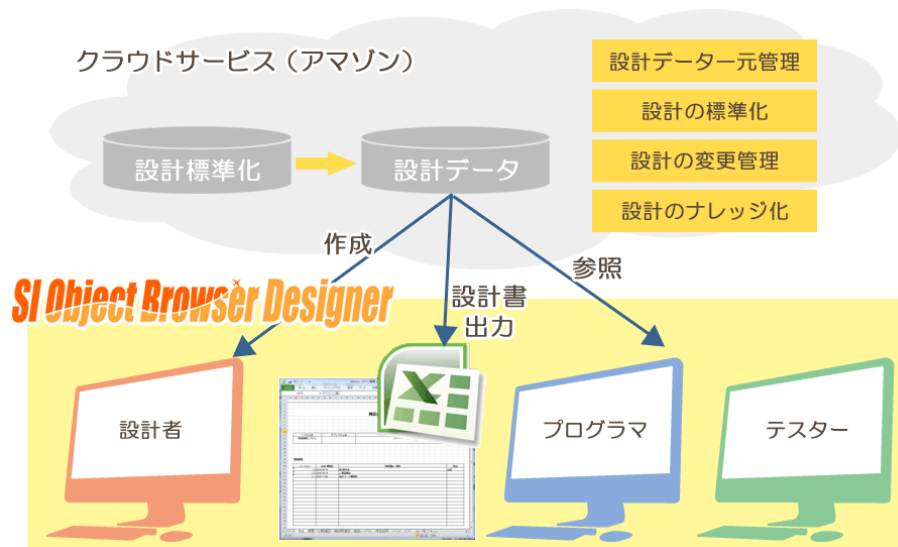 クラウドサービス（アマゾン）
設計データ一元管理
設計の標準化
設計の変更管理
設計のナレッジ化
設計標準化
設計データ
作成
参照
設計書
出力
SI Object Browser Designer
設計者
プログラマ
テスター